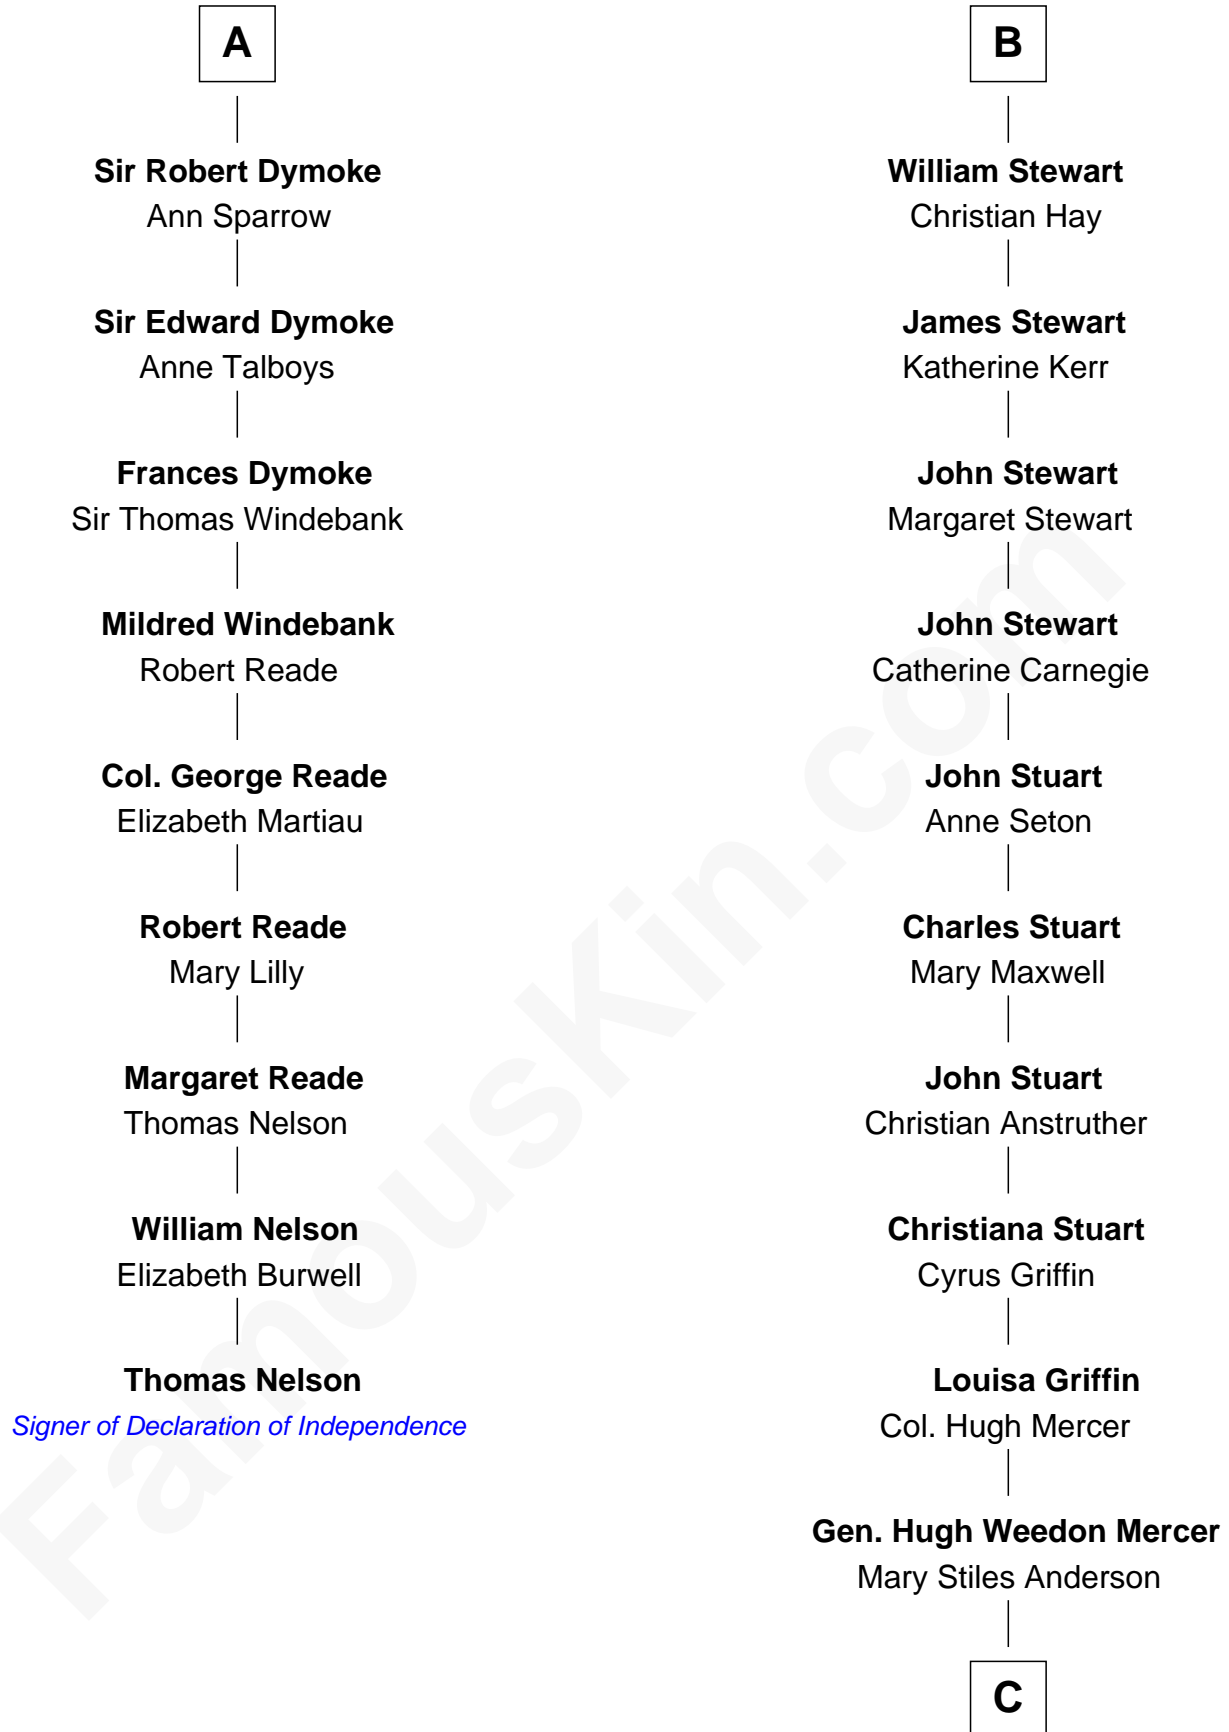 A
Sir Robert Dymoke
Ann Sparrow
Sir Edward Dymoke
Anne Talboys
Frances Dymoke
Sir Thomas Windebank
Mildred Windebank
Robert Reade
Col. George Reade
Elizabeth Martiau
Robert Reade
Mary Lilly
Margaret Reade
Thomas Nelson
William Nelson
Elizabeth Burwell
Thomas Nelson
Signer of Declaration of Independence
B
William Stewart
Christian Hay
James Stewart
Katherine Kerr
John Stewart
Margaret Stewart
John Stewart
Catherine Carnegie
John Stuart
Anne Seton
Charles Stuart
Mary Maxwell
John Stuart
Christian Anstruther
Christiana Stuart
Cyrus Griffin
Louisa Griffin
Col. Hugh Mercer
Gen. Hugh Weedon Mercer
Mary Stiles Anderson
C
FamousKin.com